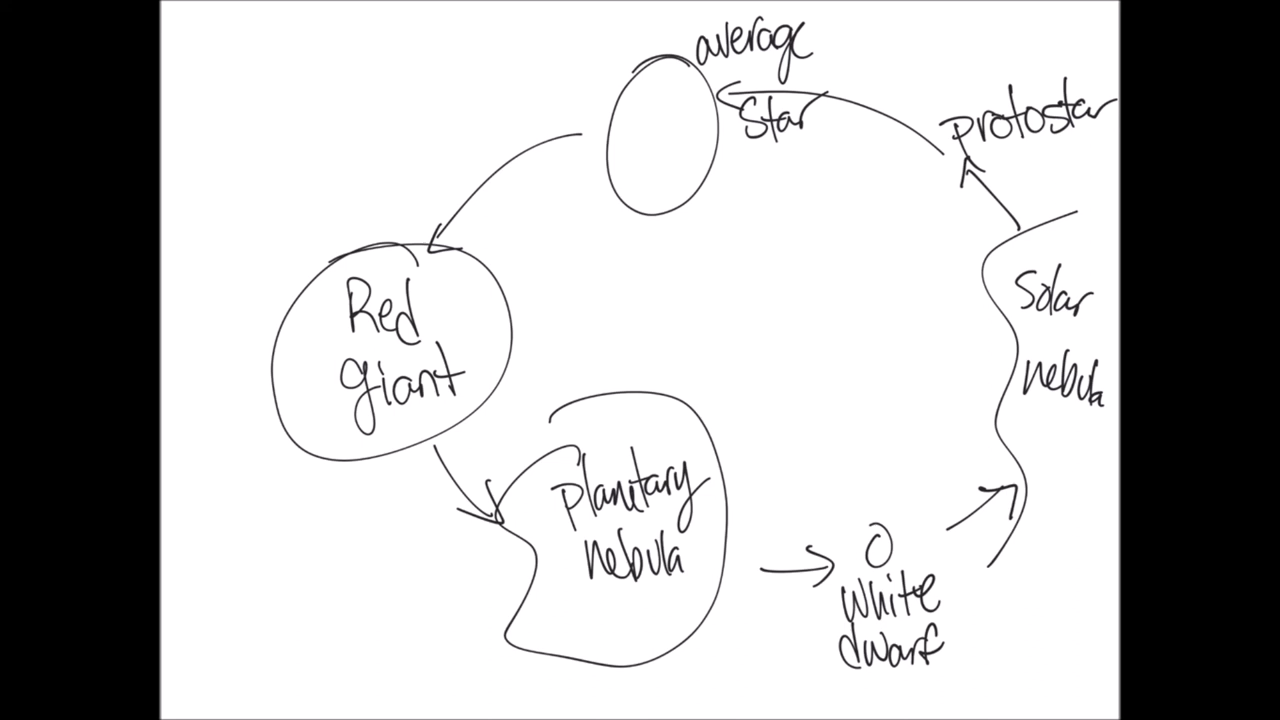 average
star
protostar
Solar
nebula
Red
giant
planetary
nebula
white
dwarf